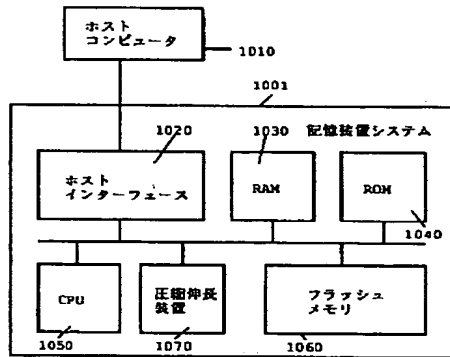 ホスト
コンピュータ
1010
1001
1020
1030
記憶装置システム
ホスト
インターフェース
RAM
ROM
1040
CPU
圧縮伸長
装置
フラッシュ
メモリ
1050
1070
1060